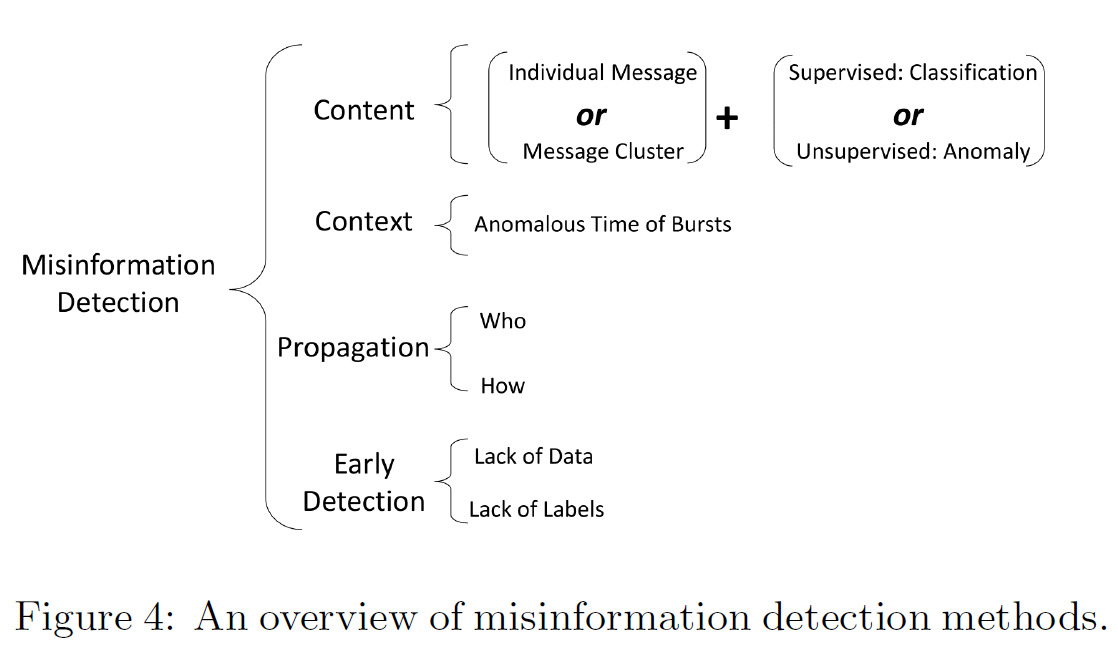 Content
Individual Message
or
Message Cluster
+
Supervised: Classification
or
Unsupervised: Anomaly
Context
Anomalous Time of Bursts
Misinformation
Detection
Propagation
Who
How
Early
Detection
Lack of Data
Lack of Labels
Figure 4: An overview of misinformation detection methods.